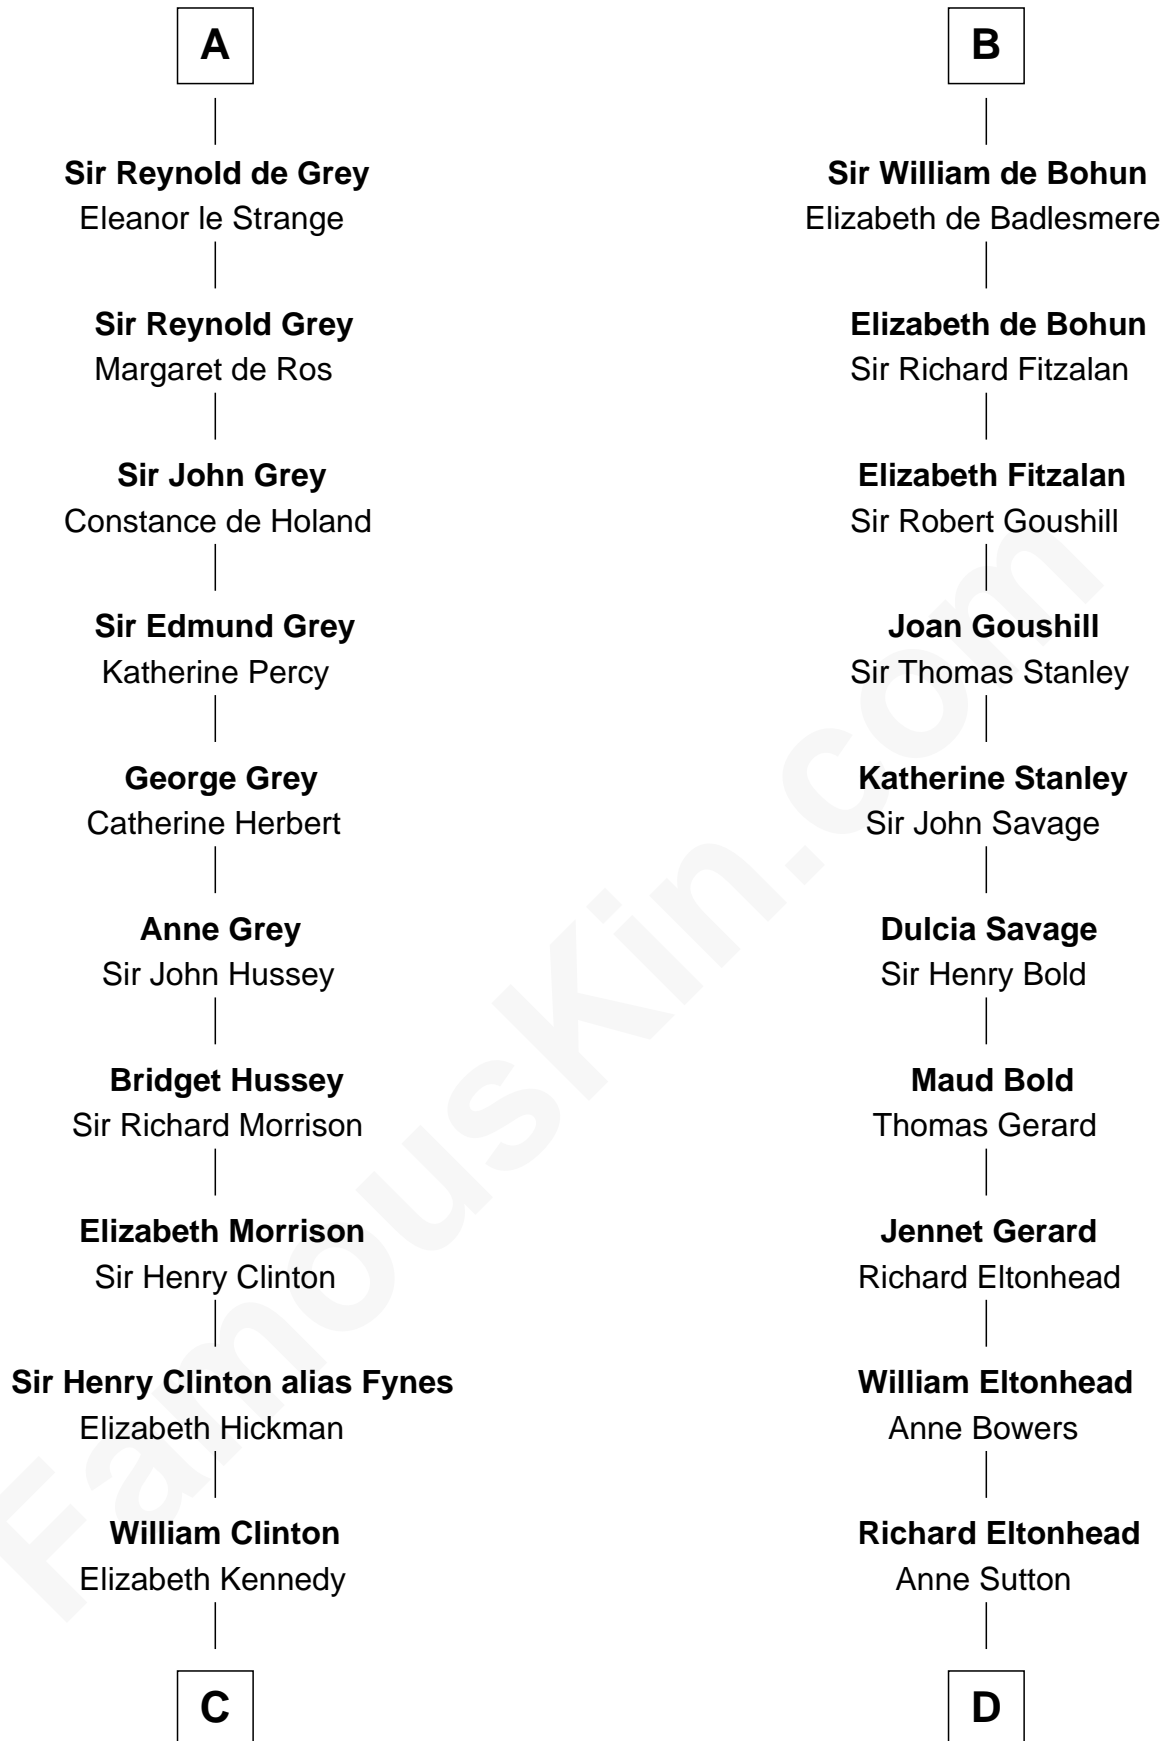 A
Sir Reynold de Grey
Eleanor le Strange
Sir Reynold Grey
Margaret de Ros
Sir John Grey
Constance de Holand
Sir Edmund Grey
Katherine Percy
George Grey
Catherine Herbert
Anne Grey
Sir John Hussey
Bridget Hussey
Sir Richard Morrison
Elizabeth Morrison
Sir Henry Clinton
Sir Henry Clinton alias Fynes
Elizabeth Hickman
William Clinton
Elizabeth Kennedy
C
B
Sir William de Bohun
Elizabeth de Badlesmere
Elizabeth de Bohun
Sir Richard Fitzalan
Elizabeth Fitzalan
Sir Robert Goushill
Joan Goushill
Sir Thomas Stanley
Katherine Stanley
Sir John Savage
Dulcia Savage
Sir Henry Bold
Maud Bold
Thomas Gerard
Jennet Gerard
Richard Eltonhead
William Eltonhead
Anne Bowers
Richard Eltonhead
Anne Sutton
D
FamousKin.com